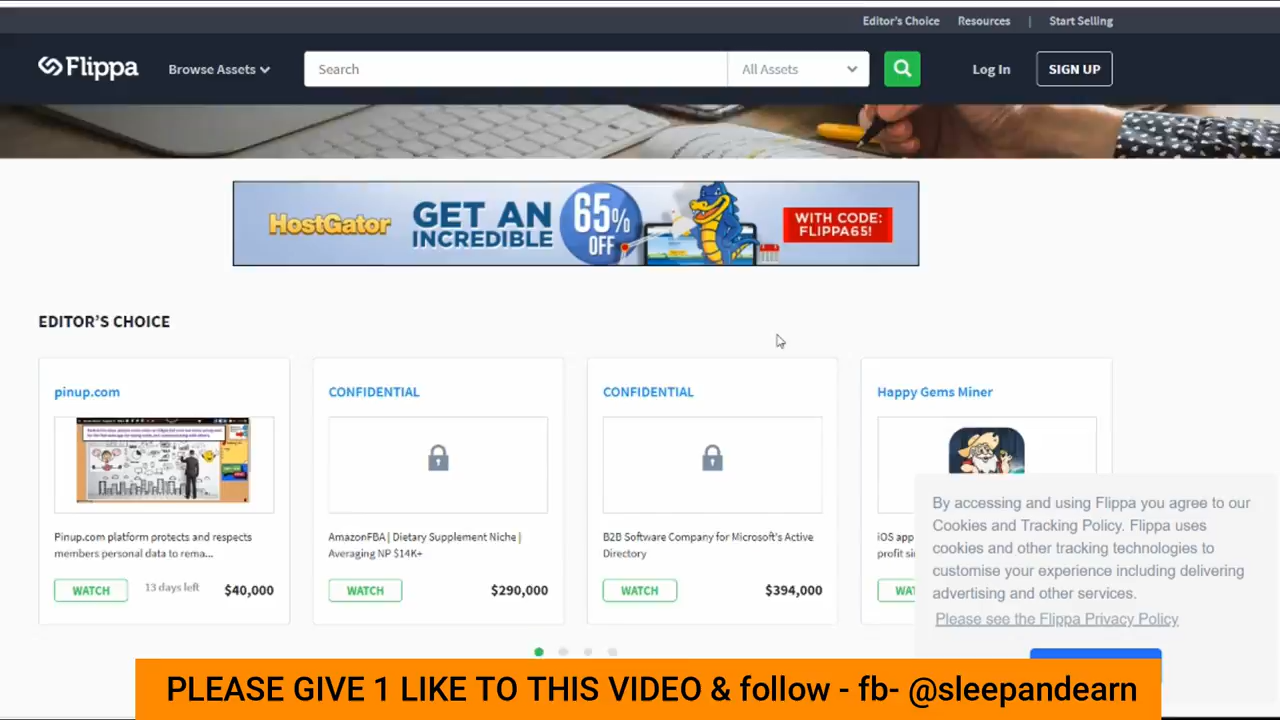 Editor's Choice Resources | Start Selling
Flippa Browse Assets Search All Assets Log In SIGN UP
HostGator GET AN INCREDIBLE 65% OFF WITH CODE: FLIPPA65!
EDITOR'S CHOICE
pinup.com
Pinup.com platform protects and respects
members personal data to rema...
WATCH 13 days left $40,000
CONFIDENTIAL
AmazonFBA | Dietary Supplement Niche |
Averaging NP $14K+
WATCH $290,000
CONFIDENTIAL
B2B Software Company for Microsoft's Active
Directory
WATCH $394,000
Happy Gems Miner
iOS app
profit si
WAT
By accessing and using Flippa you agree to our
Cookies and Tracking Policy. Flippa uses
cookies and other tracking technologies to
customise your experience including delivering
advertising and other services.
Please see the Flippa Privacy Policy
PLEASE GIVE 1 LIKE TO THIS VIDEO & follow - fb- @sleepandearn